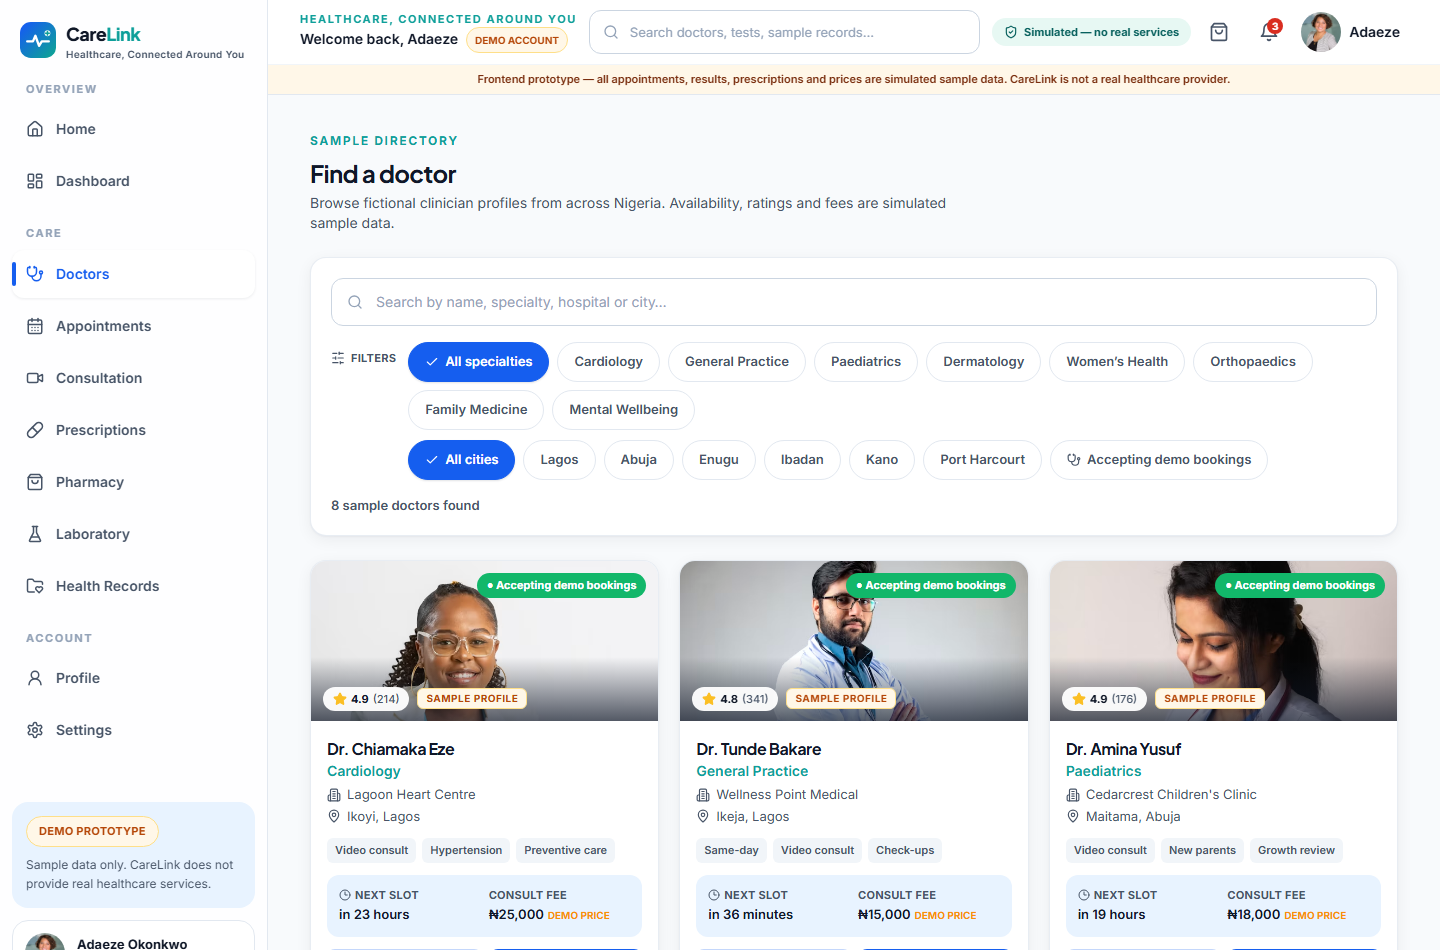 CareLink
Healthcare, Connected Around You
OVERVIEW
Home
Dashboard
CARE
Doctors
Appointments
Consultation
Prescriptions
Pharmacy
Laboratory
Health Records
ACCOUNT
Profile
Settings
DEMO PROTOTYPE
Sample data only. CareLink does not
provide real healthcare services.
Adaeze Okonkwo
HEALTHCARE, CONNECTED AROUND YOU
Welcome back, Adaeze DEMO ACCOUNT
Search doctors, tests, sample records...
Simulated — no real services
3
Adaeze
Frontend prototype — all appointments, results, prescriptions and prices are simulated sample data. CareLink is not a real healthcare provider.
SAMPLE DIRECTORY
Find a doctor
Browse fictional clinician profiles from across Nigeria. Availability, ratings and fees are simulated
sample data.
Search by name, specialty, hospital or city...
FILTERS
All specialties Cardiology General Practice Paediatrics Dermatology Women's Health Orthopaedics
Family Medicine Mental Wellbeing
All cities Lagos Abuja Enugu Ibadan Kano Port Harcourt Accepting demo bookings
8 sample doctors found
Accepting demo bookings
4.9 (214) SAMPLE PROFILE
Dr. Chiamaka Eze
Cardiology
Lagoon Heart Centre
Ikoyi, Lagos
Video consult Hypertension Preventive care
NEXT SLOT CONSULT FEE
in 23 hours ₦25,000 DEMO PRICE
Accepting demo bookings
4.8 (341) SAMPLE PROFILE
Dr. Tunde Bakare
General Practice
Wellness Point Medical
Ikeja, Lagos
Same-day Video consult Check-ups
NEXT SLOT CONSULT FEE
in 36 minutes ₦15,000 DEMO PRICE
Accepting demo bookings
4.9 (176) SAMPLE PROFILE
Dr. Amina Yusuf
Paediatrics
Cedarcrest Children's Clinic
Maitama, Abuja
Video consult New parents Growth review
NEXT SLOT CONSULT FEE
in 19 hours ₦18,000 DEMO PRICE